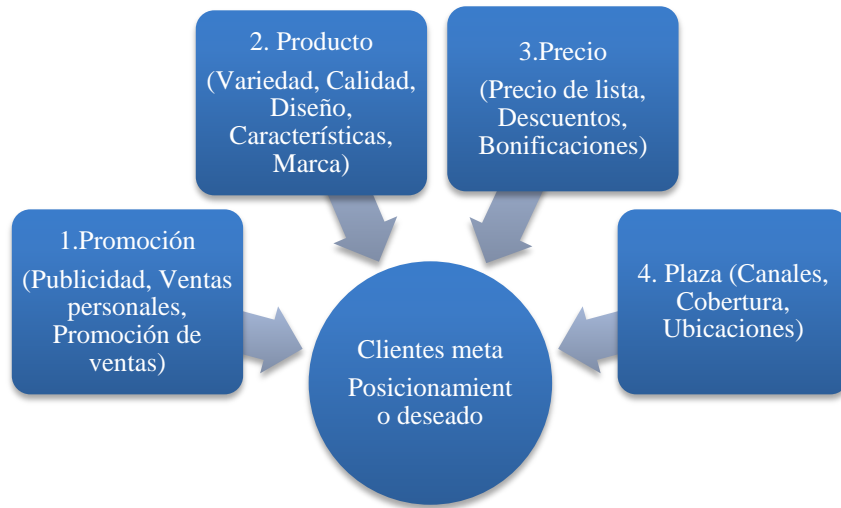 1.Promoción
(Publicidad, Ventas
personales,
Promoción de
ventas)
2. Producto
(Variedad, Calidad,
Diseño,
Características,
Marca)
3.Precio
(Precio de lista,
Descuentos,
Bonificaciones)
4. Plaza (Canales,
Cobertura,
Ubicaciones)
Clientes meta
Posicionamient
o deseado